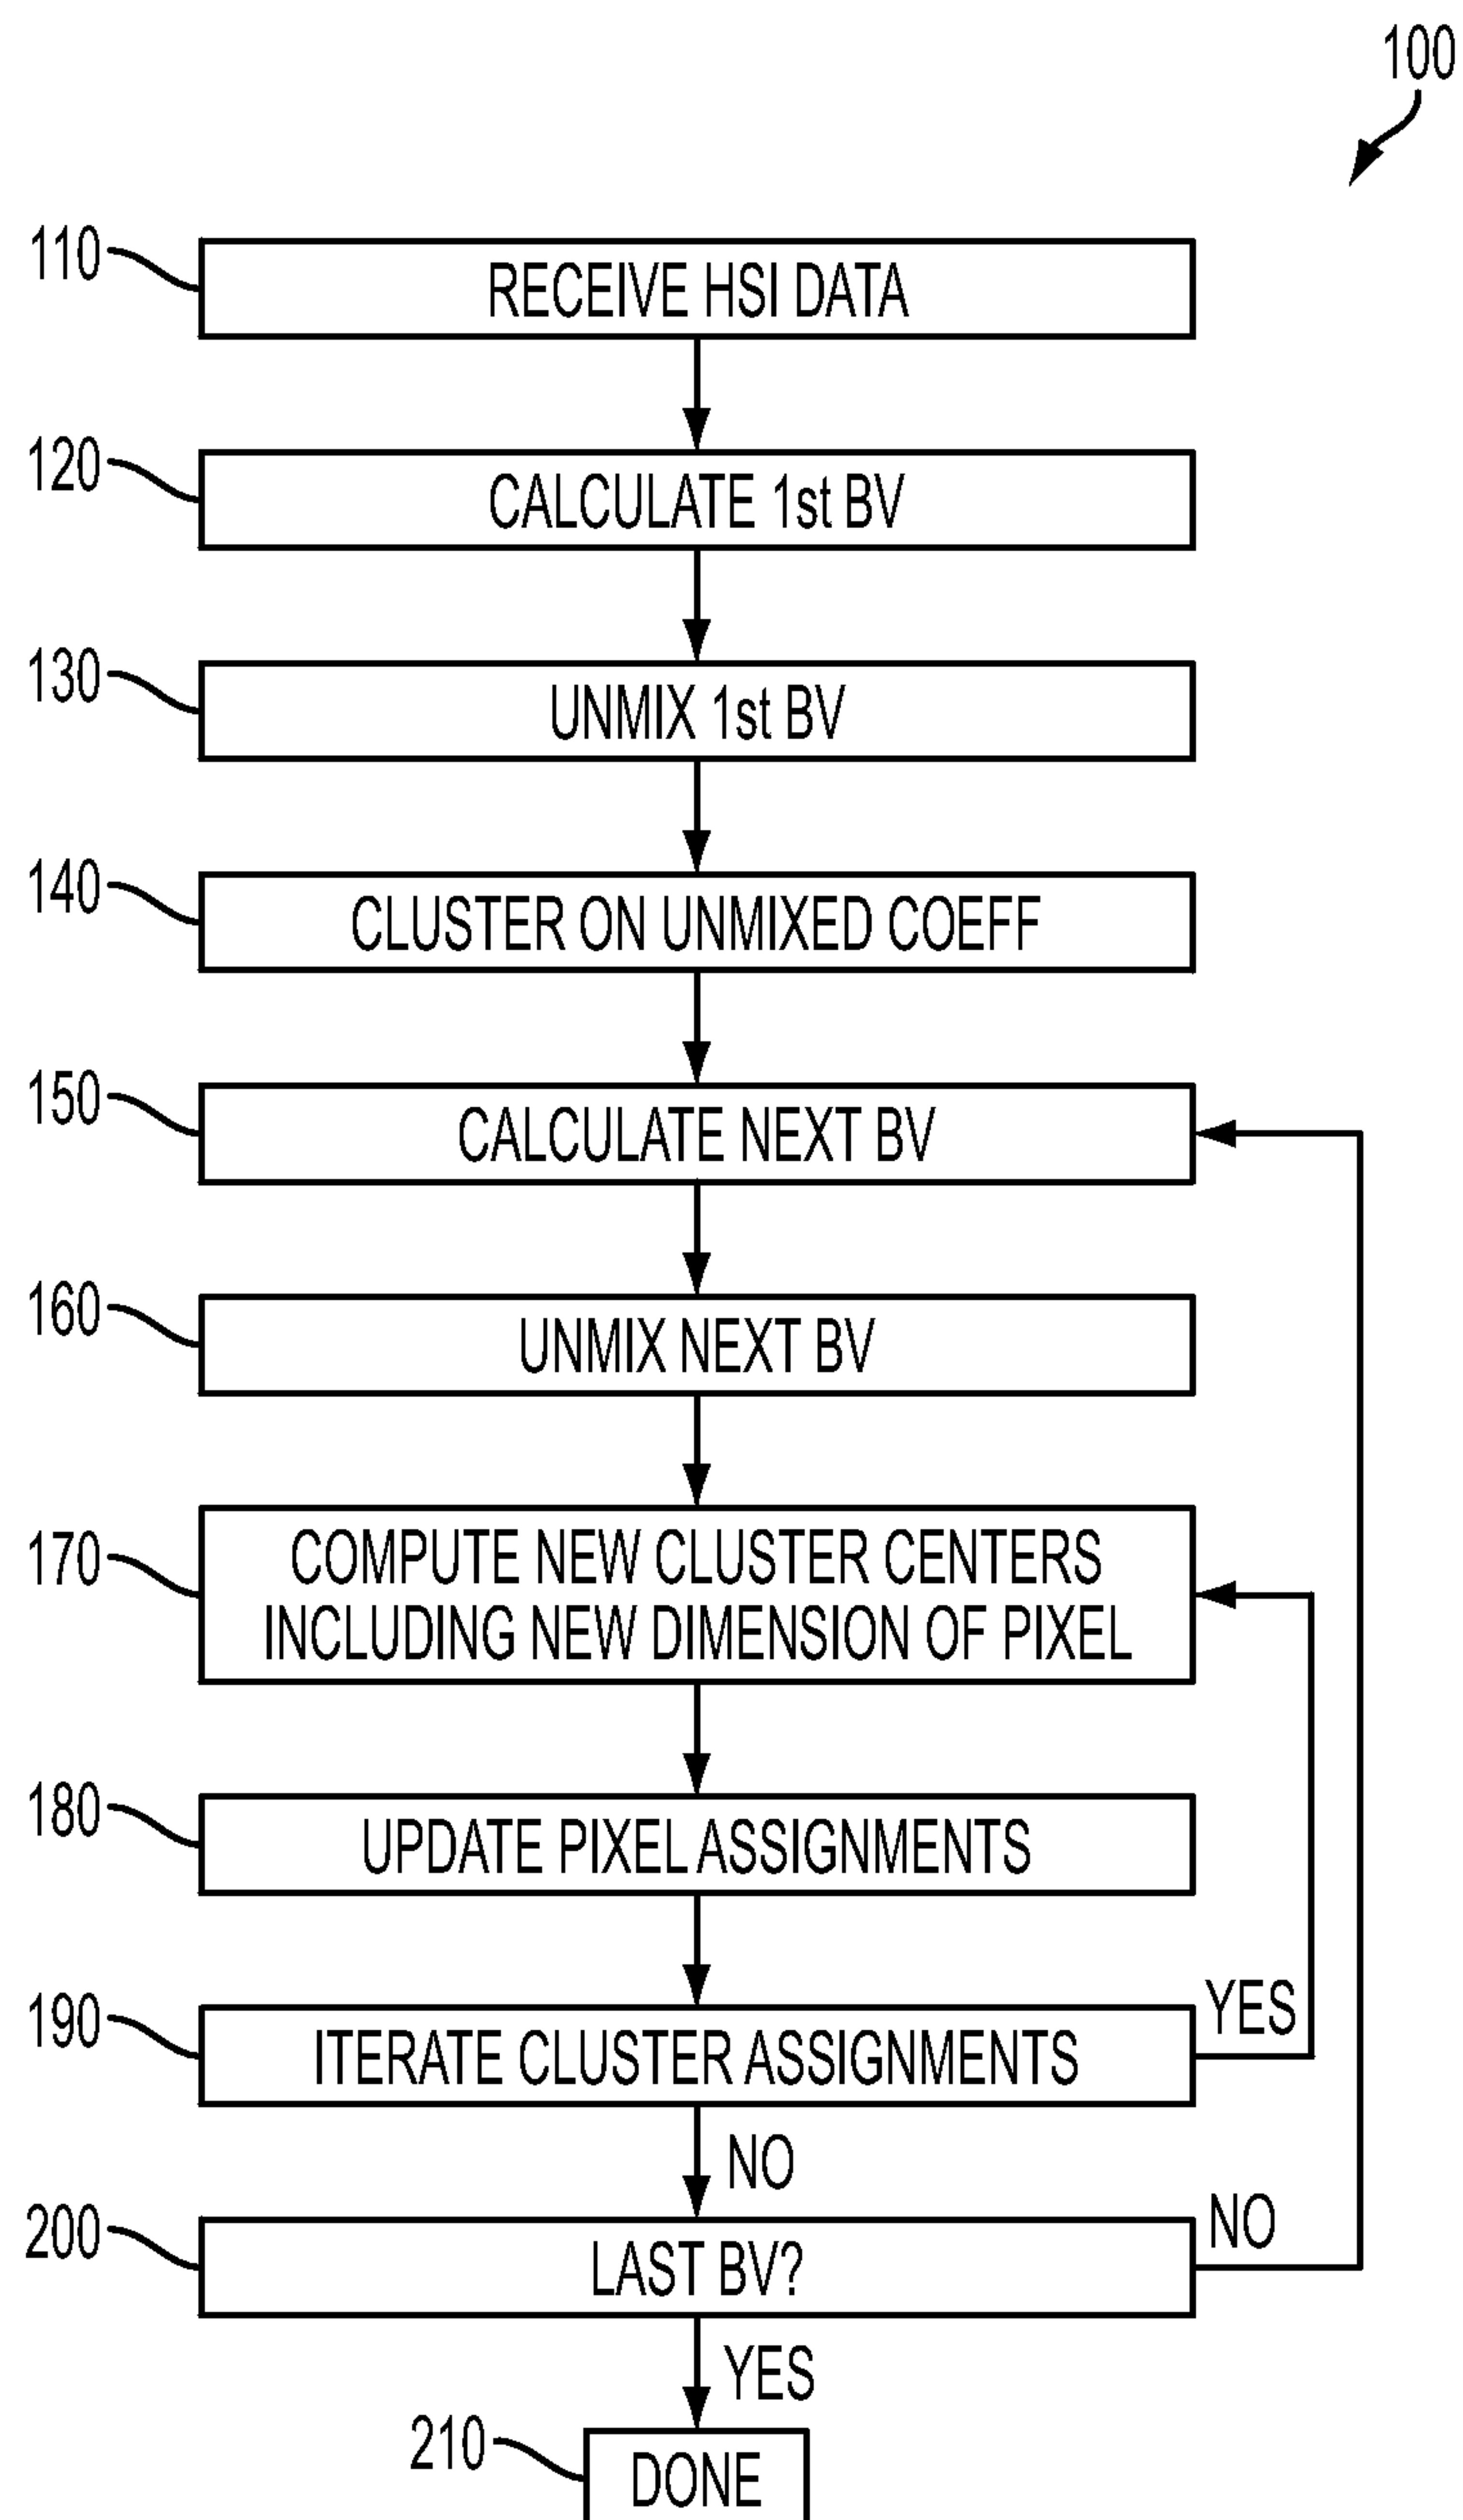 100
110
RECEIVE HSI DATA
120
CALCULATE 1st BV
130
UNMIX 1st BV
140
CLUSTER ON UNMIXED COEFF
150
CALCULATE NEXT BV
160
UNMIX NEXT BV
170
COMPUTE NEW CLUSTER CENTERS
INCLUDING NEW DIMENSION OF PIXEL
180
UPDATE PIXEL ASSIGNMENTS
190
ITERATE CLUSTER ASSIGNMENTS
YES
NO
200
LAST BV?
NO
YES
210
DONE